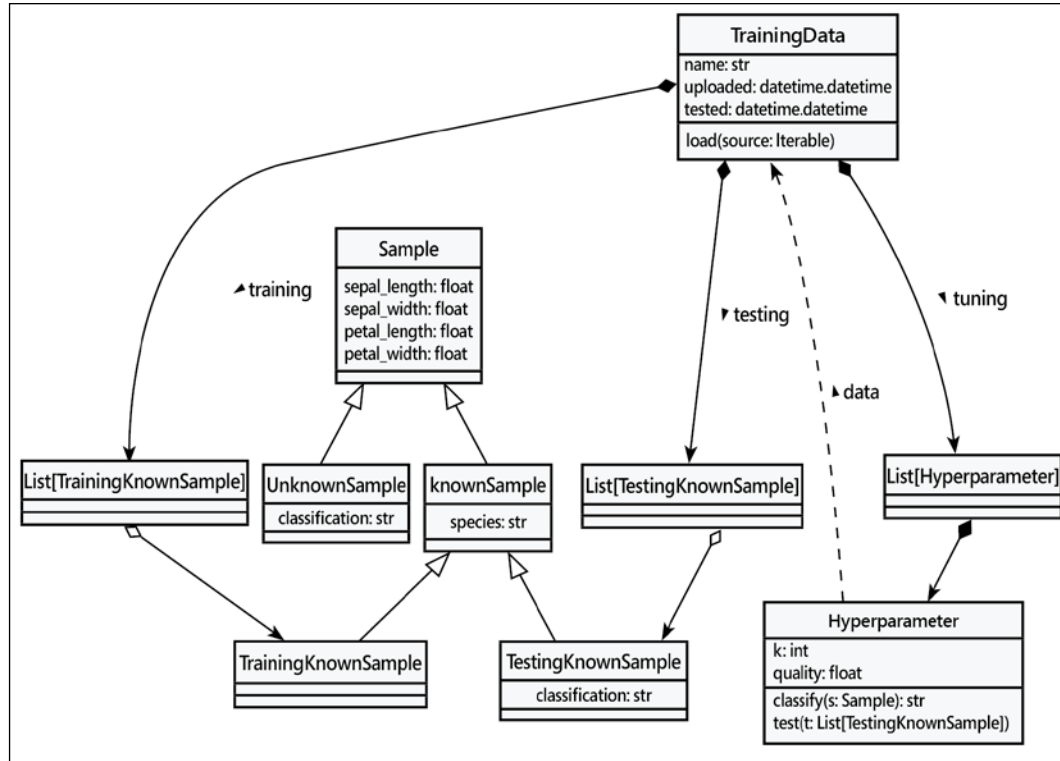 TrainingData
name: str
uploaded: datetime.datetime
tested: datetime.datetime
load(source: Iterable)
Sample
sepal_length: float
sepal_width: float
petal_length: float
petal_width: float
training
testing
tuning
data
List[TrainingKnownSample]
UnknownSample
classification: str
knownSample
species: str
List[TestingKnownSample]
List[Hyperparameter]
TrainingKnownSample
TestingKnownSample
classification: str
Hyperparameter
k: int
quality: float
classify(s: Sample): str
test(t: List[TestingKnownSample])